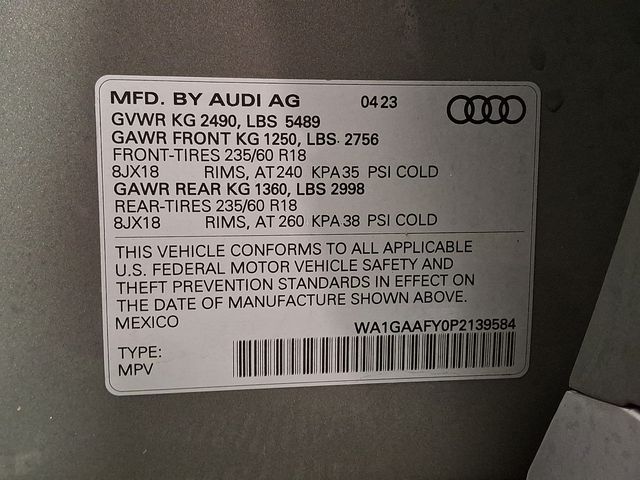 MFD. BY AUDI AG 04 23
GVWR KG 2490, LBS 5489
GAWR FRONT KG 1250, LBS. 2756
FRONT-TIRES 235/60 R18
8JX18 RIMS, AT 240 KPA 35 PSI COLD
GAWR REAR KG 1360, LBS 2998
REAR-TIRES 235/60 R18
8JX18 RIMS, AT 260 KPA 38 PSI COLD
THIS VEHICLE CONFORMS TO ALL APPLICABLE
U.S. FEDERAL MOTOR VEHICLE SAFETY AND
THEFT PREVENTION STANDARDS IN EFFECT ON
THE DATE OF MANUFACTURE SHOWN ABOVE.
MEXICO
WA1GAAFY0P2139584
TYPE:
MPV